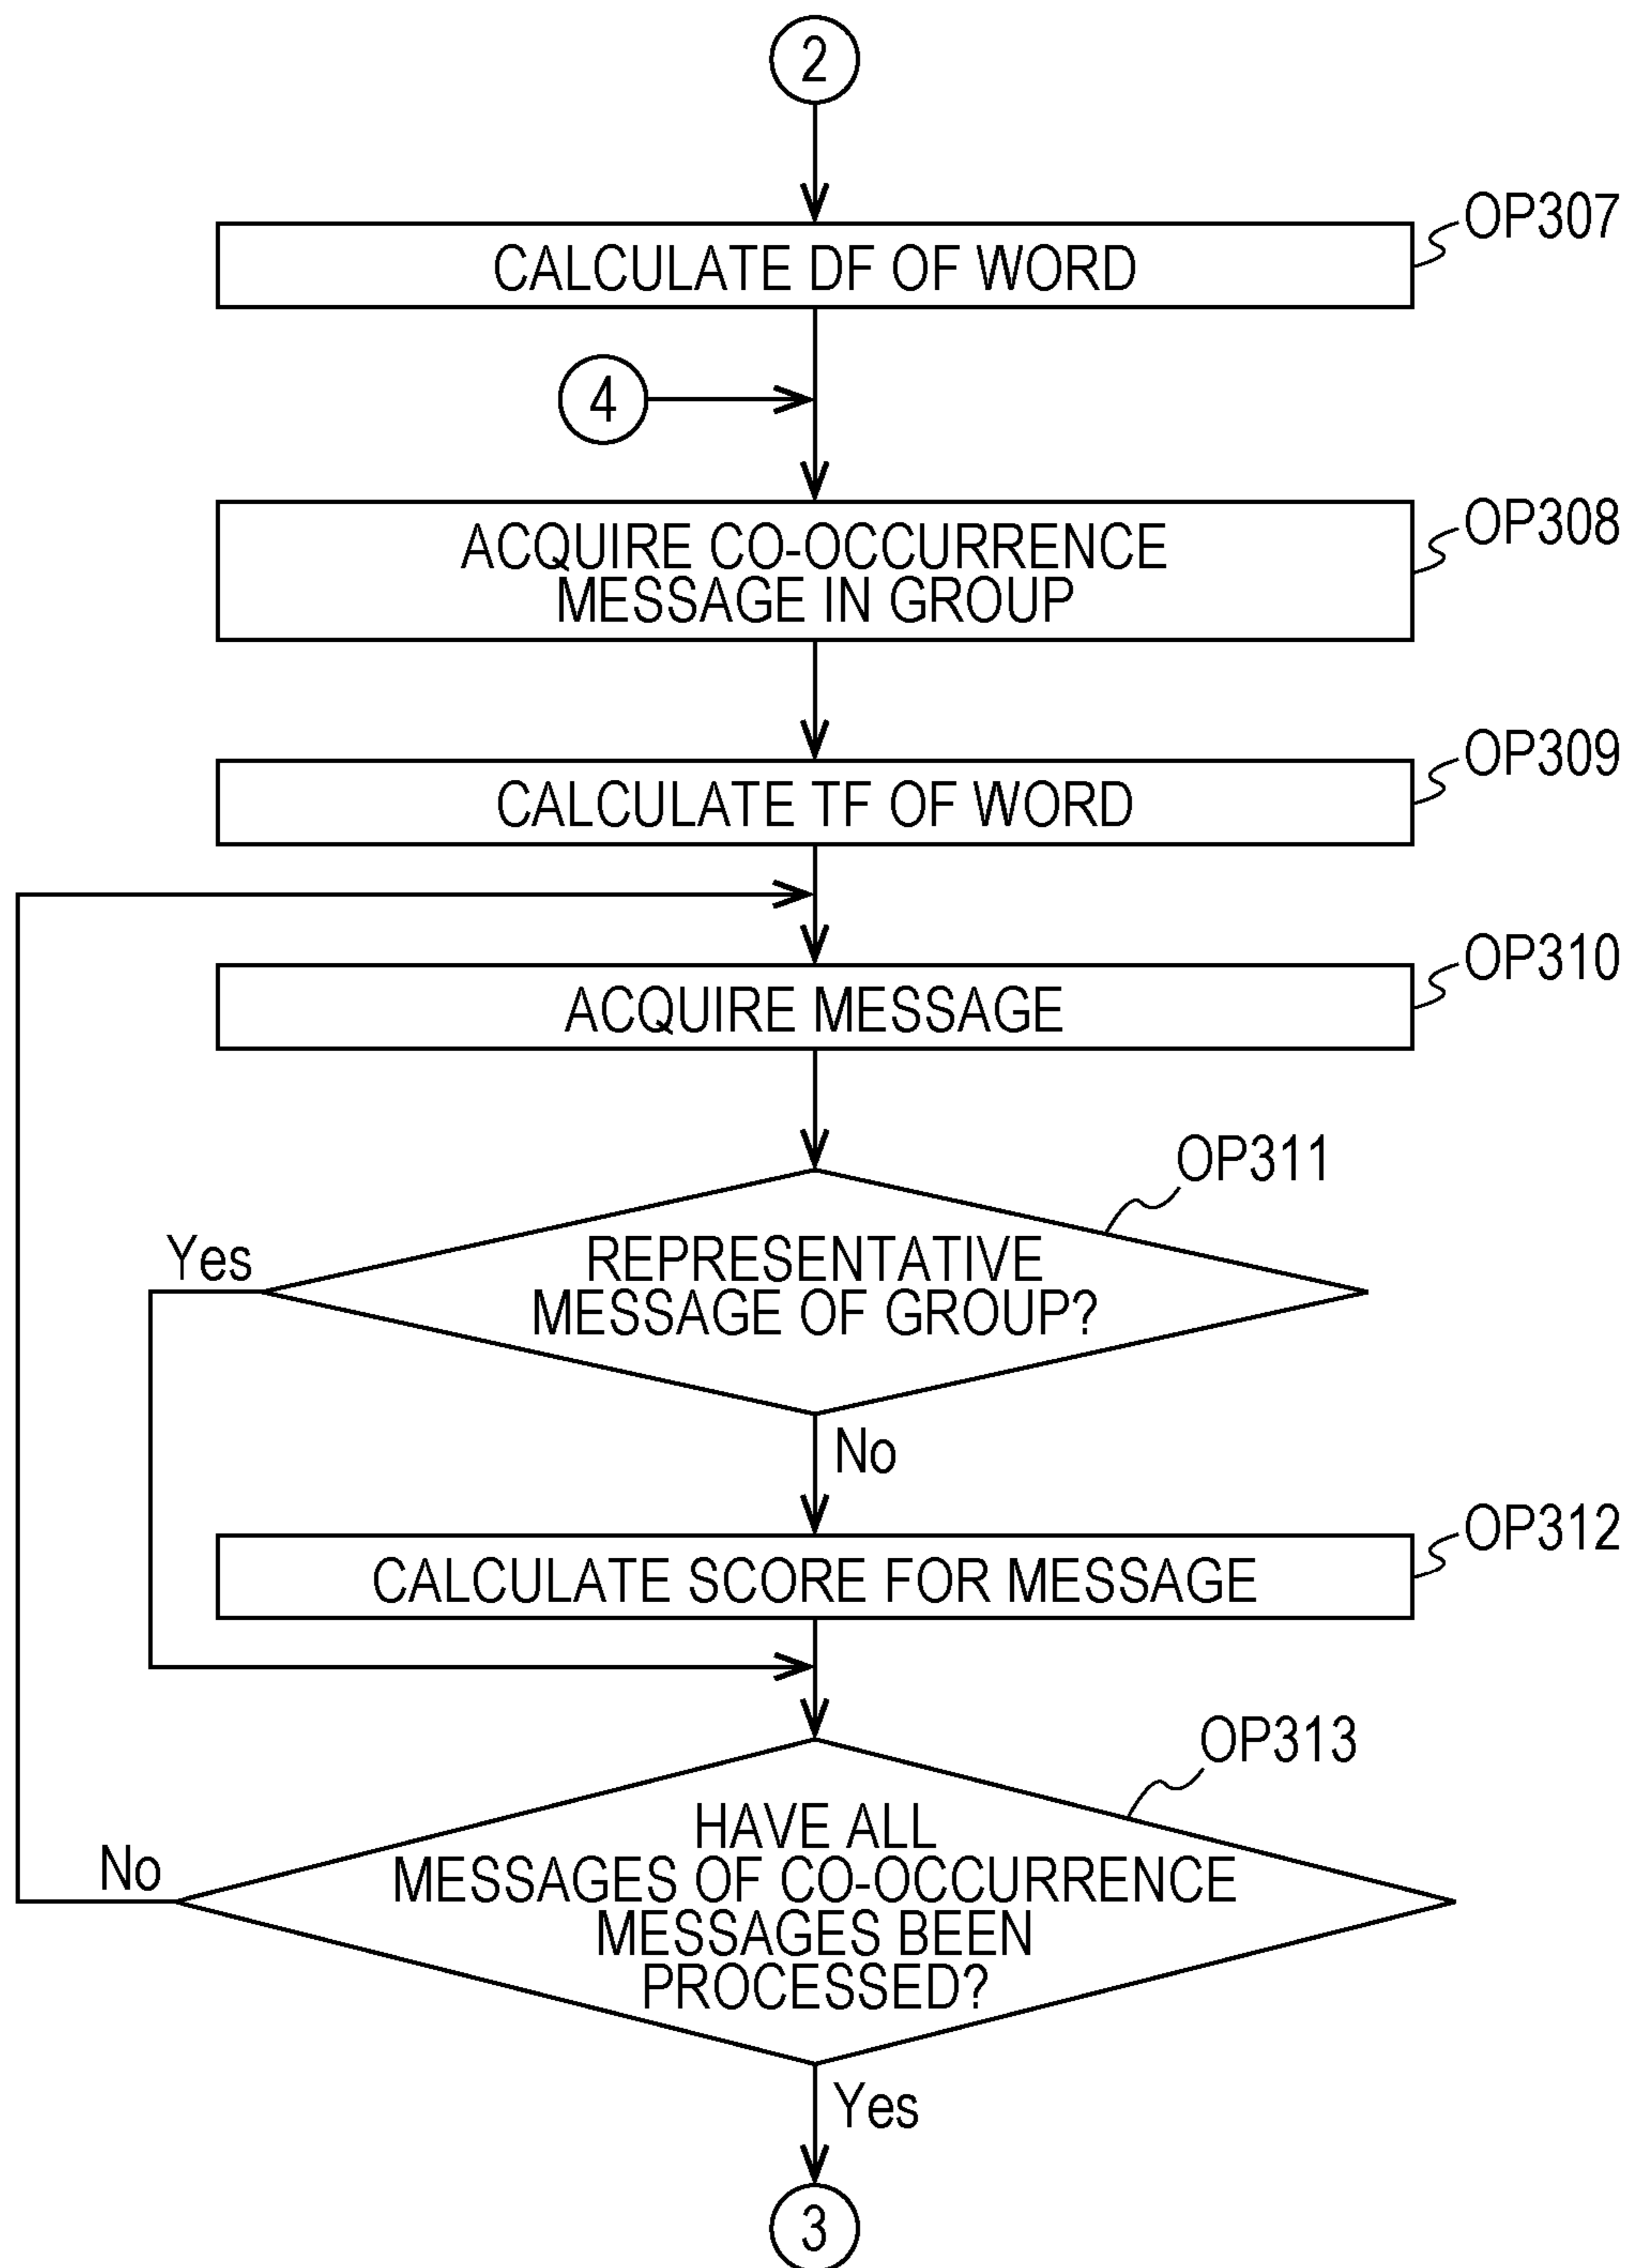 2
OP307
CALCULATE DF OF WORD
4
OP308
ACQUIRE CO-OCCURRENCE
MESSAGE IN GROUP
OP309
CALCULATE TF OF WORD
OP310
ACQUIRE MESSAGE
OP311
Yes
REPRESENTATIVE
MESSAGE OF GROUP?
No
OP312
CALCULATE SCORE FOR MESSAGE
OP313
HAVE ALL
No
MESSAGES OF CO-OCCURRENCE
MESSAGES BEEN
PROCESSED?
Yes
3